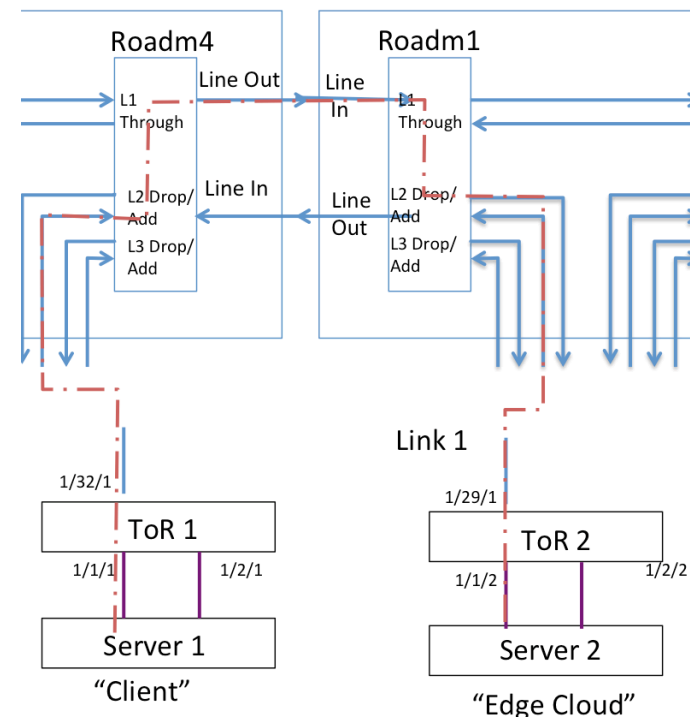 Roadm4
Roadm1
Line Out
Line
In
L1
Through
L1
Through
Line In
Line
Out
L2 Drop/
Add
L3 Drop/
Add
L2 Drop/
Add
L3 Drop/
Add
Link 1
1/32/1
1/29/1
ToR 1
ToR 2
1/1/1
1/2/1
1/1/2
1/2/2
Server 1
Server 2
“Client”
“Edge Cloud”